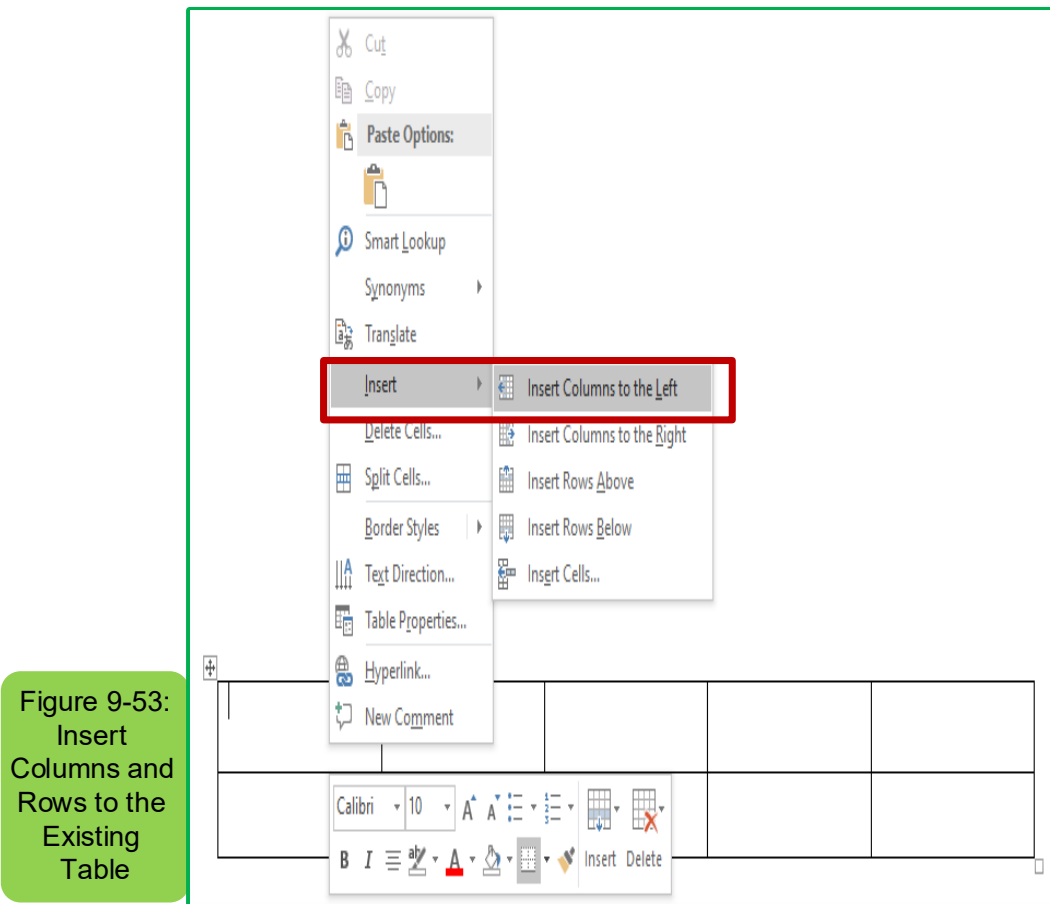 Cut
Copy
Paste Options:
Smart Lookup
Synonyms
Translate
Insert
Delete Cells...
Split Cells...
Border Styles
Text Direction...
Table Properties...
Hyperlink...
New Comment
Insert Columns to the Left
Insert Columns to the Right
Insert Rows Above
Insert Rows Below
Insert Cells...
Figure 9-53:
Insert
Columns and
Rows to the
Existing
Table
Calibri 10 A A
B I A Insert Delete